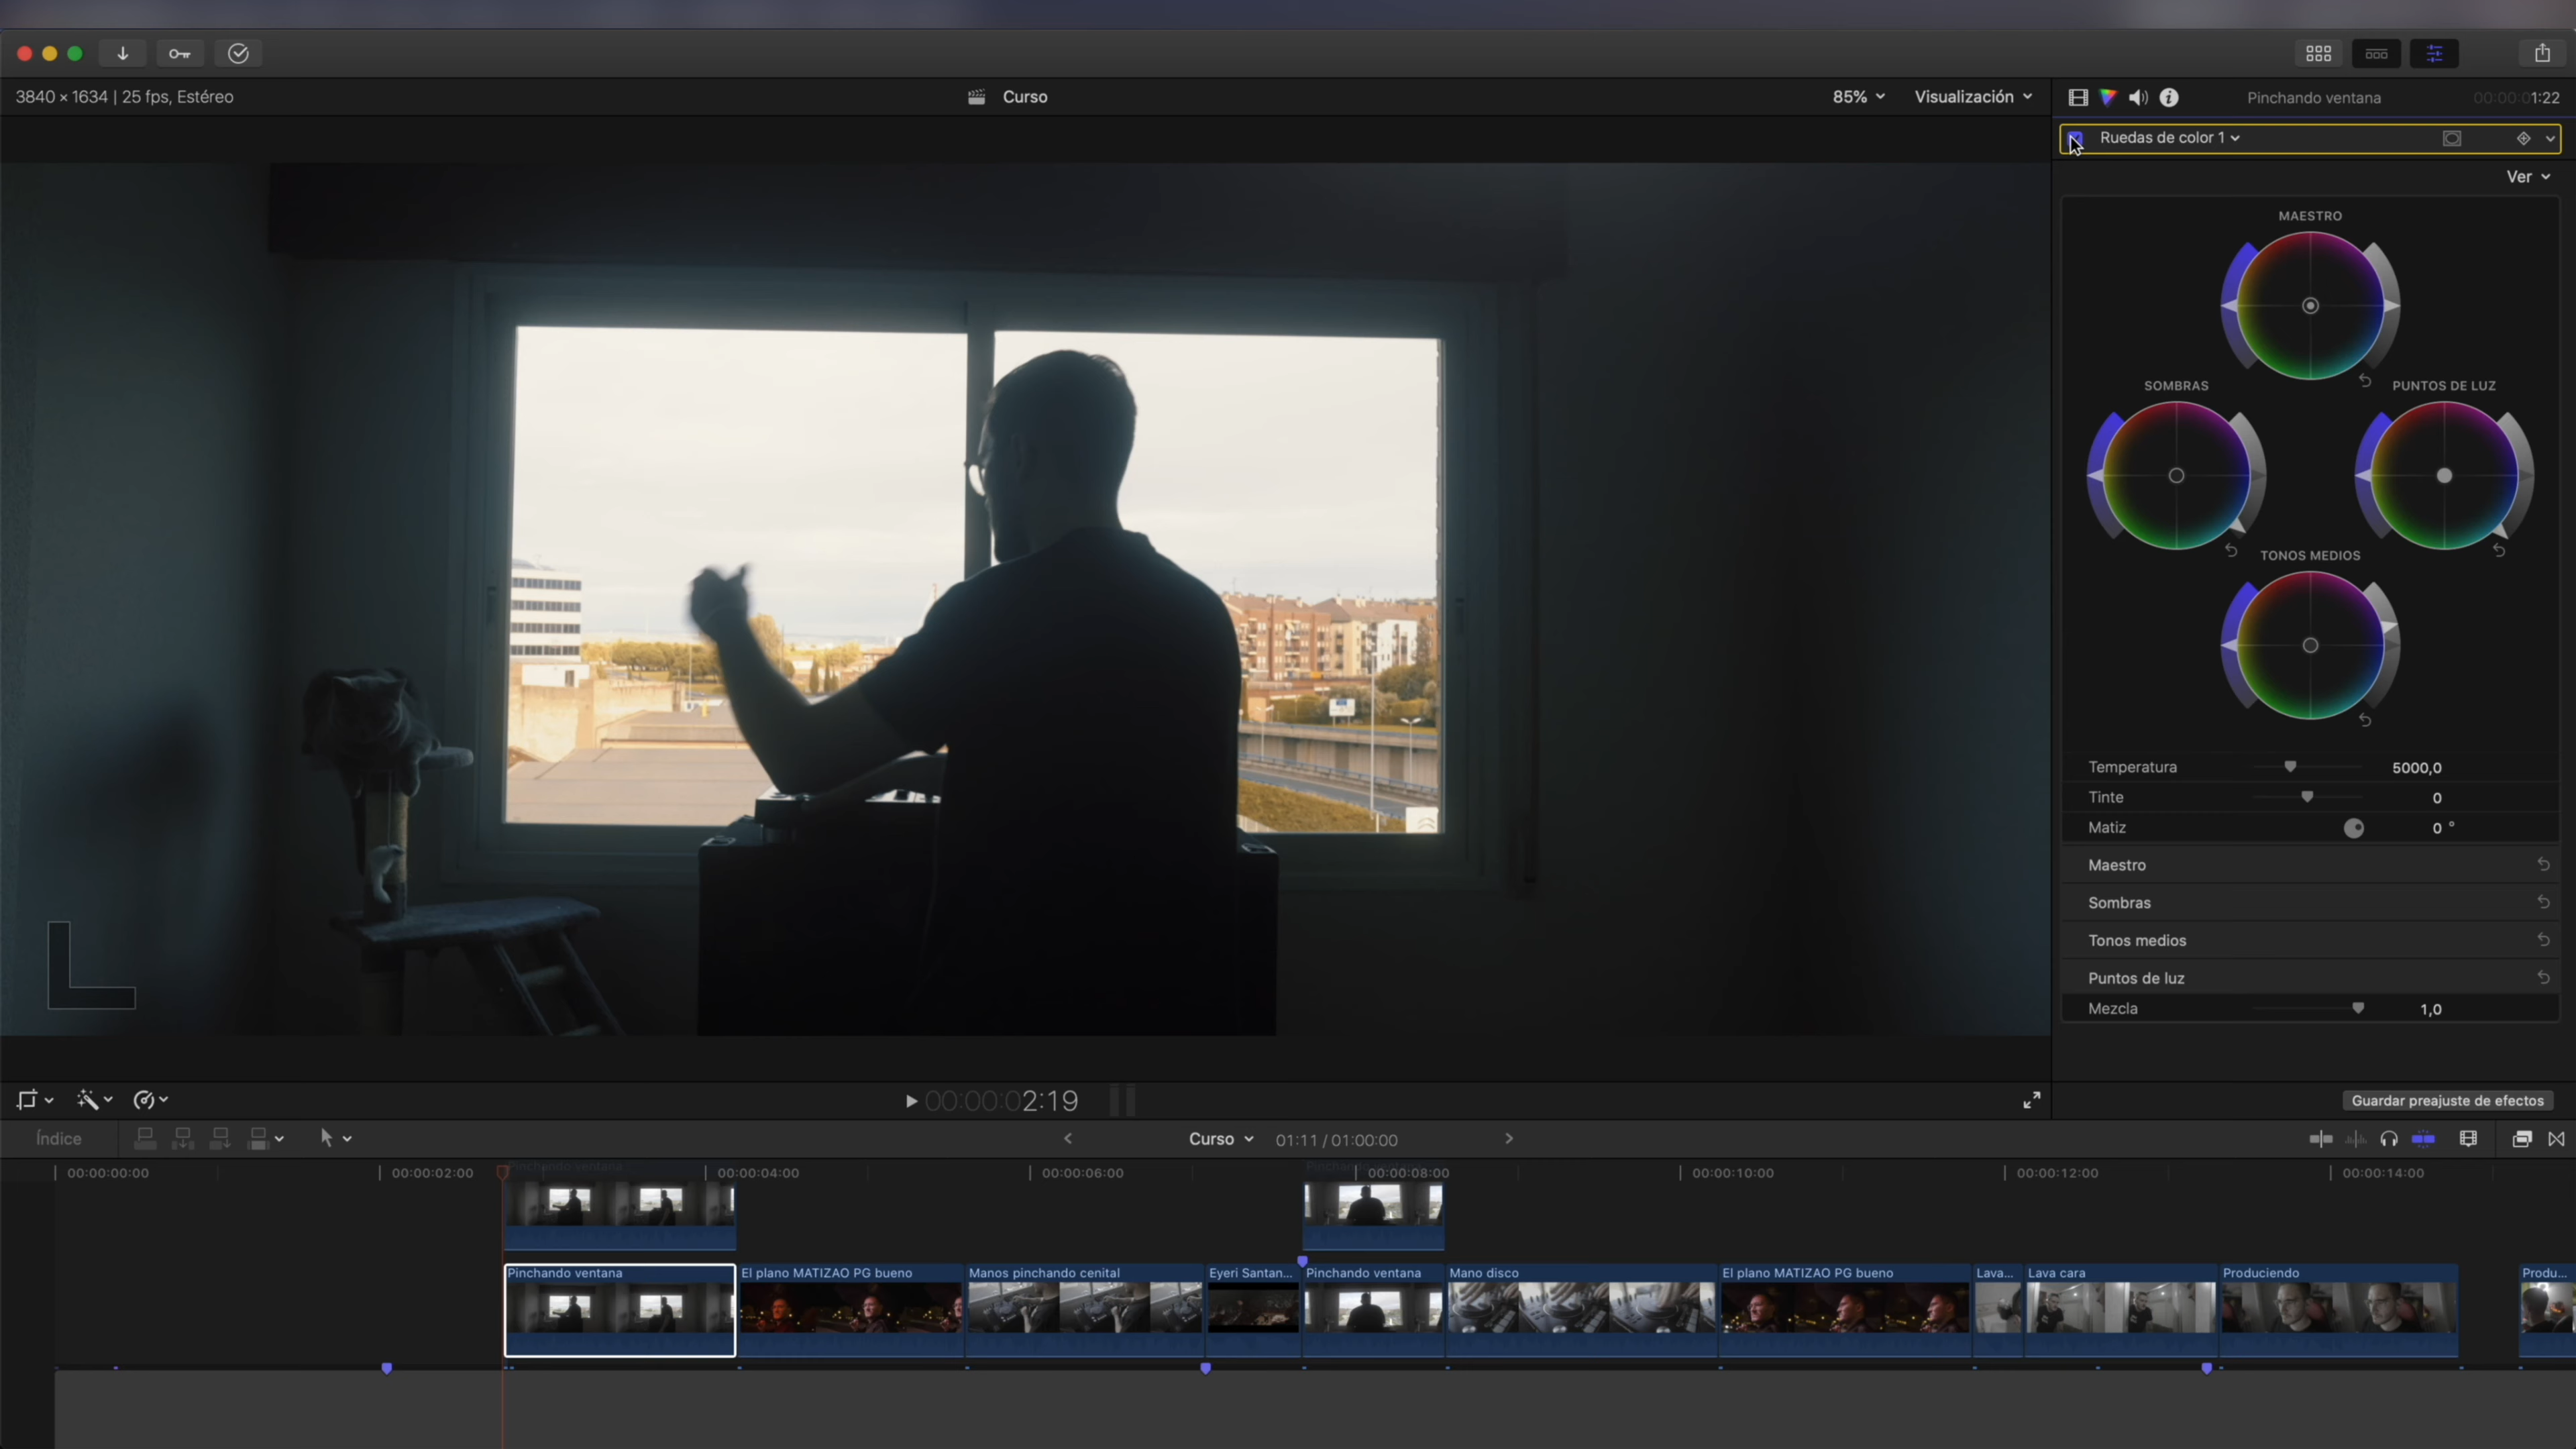 3840 × 1634 | 25 fps, Estéreo
Curso
85%
Visualización
Pinchando ventana
00:00:01:22
Ruedas de color 1
Ver
MAESTRO
SOMBRAS
PUNTOS DE LUZ
TONOS MEDIOS
Temperatura 5000,0
Tinte 0
Matiz 0 °
Maestro
Sombras
Tonos medios
Puntos de luz
Mezcla 1,0
00:00:02:19
Guardar preajuste de efectos
Índice
Curso
01:11 / 01:00:00
00:00:00:00
00:00:02:00
00:00:04:00
00:00:06:00
00:00:08:00
00:00:10:00
00:00:12:00
00:00:14:00
Pinchando ventana
Pinchando ventana
El plano MATIZAO PG bueno
Manos pinchando cenital
Eyeri Santan...
Pinchando ventana
Mano disco
El plano MATIZAO PG bueno
Lava...
Lava cara
Produciendo
Produ...